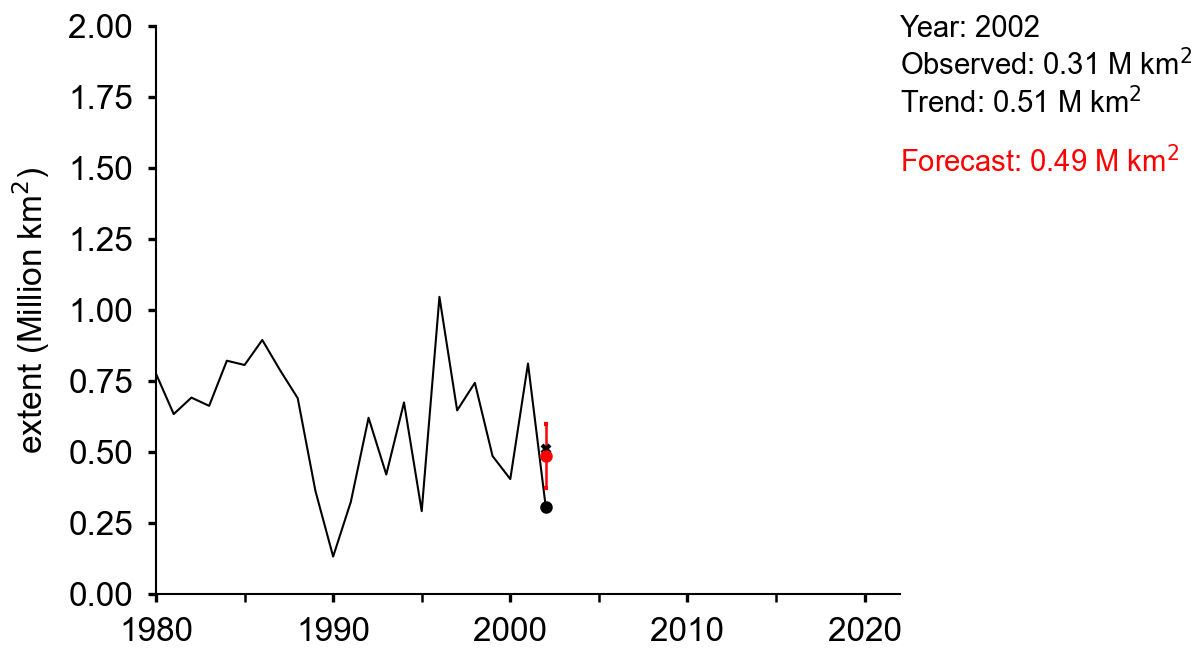 2.00
1.75
1.50
1.25
1.00
0.75
0.50
0.25
0.00
extent (Million km²)
1980 1990 2000 2010 2020
Year: 2002
Observed: 0.31 M km²
Trend: 0.51 M km²
Forecast: 0.49 M km²